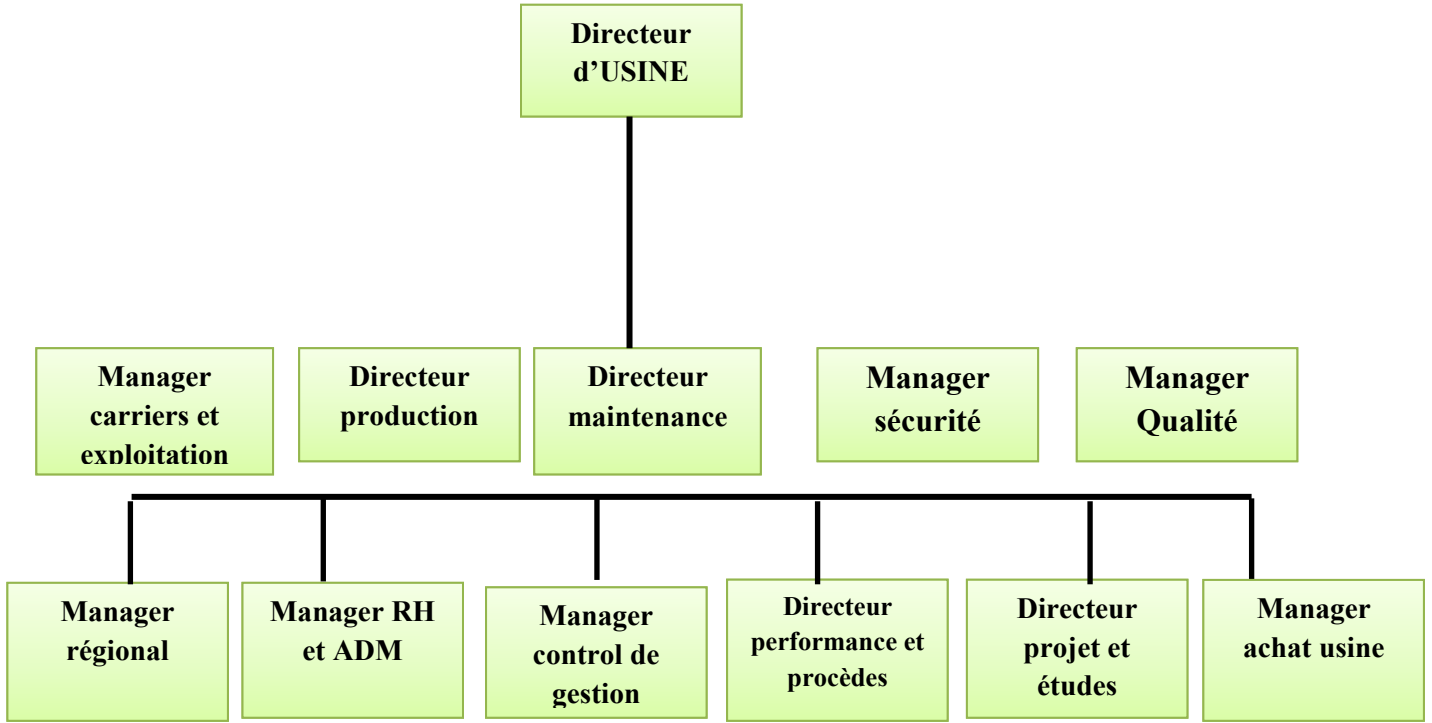 Directeur
d’USINE
Manager
carriers et
exploitation
Directeur
production
Directeur
maintenance
Manager
sécurité
Manager
Qualité
Manager
régional
Manager RH
et ADM
Manager
control de
gestion
Directeur
performance et
procèdes
Directeur
projet et
études
Manager
achat usine